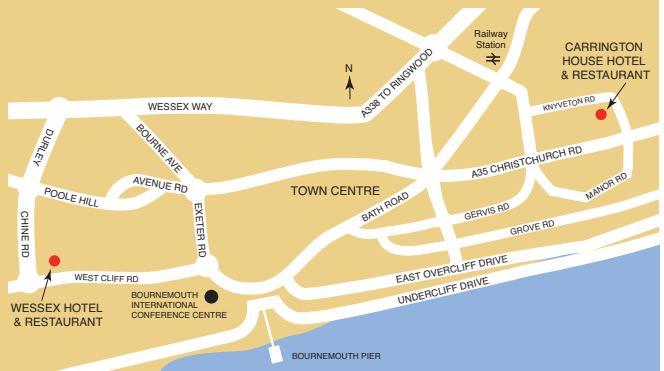 Railway
Station
CARRINGTON
HOUSE HOTEL
& RESTAURANT
N
A338 TO RINGWOOD
KNYVETON RD
WESSEX WAY
DURLEY
BOURNE AVE
A35 CHRISTCHURCH RD
AVENUE RD
TOWN CENTRE
MANOR RD
POOLE HILL
BATH ROAD
GERVIS RD
CHINE RD
EXETER RD
GROVE RD
WEST CLIFF RD
EAST OVERCLIFF DRIVE
UNDERCLIFF DRIVE
WESSEX HOTEL
& RESTAURANT
BOURNEMOUTH
INTERNATIONAL
CONFERENCE CENTRE
BOURNEMOUTH PIER